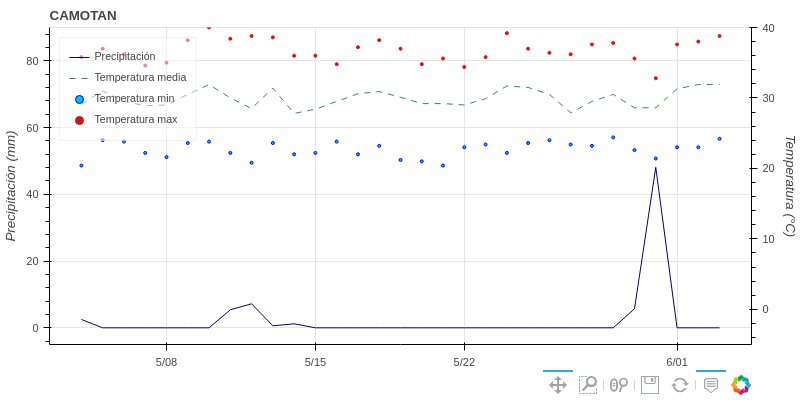 CAMOTAN
Precipitación
Temperatura media
Temperatura min
Temperatura max
Precipitación (mm)
80
60
40
20
0
Temperatura (°C)
40
30
20
10
0
5/08
5/15
5/22
6/01